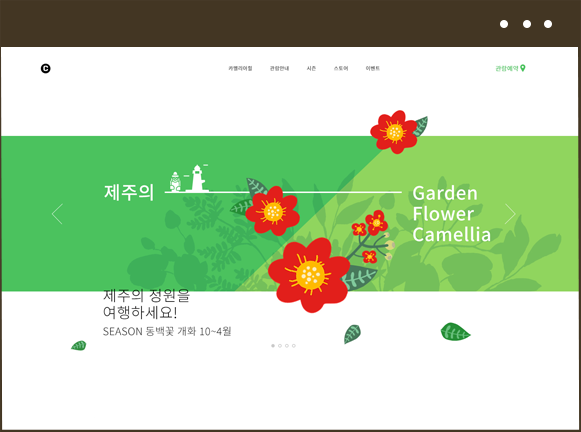 C
카멜리아힐
관람안내
시즌
스토어
이벤트
관람예약
제주의
Garden
Flower
Camellia
제주의 정원을
여행하세요!
SEASON 동백꽃 개화 10~4월